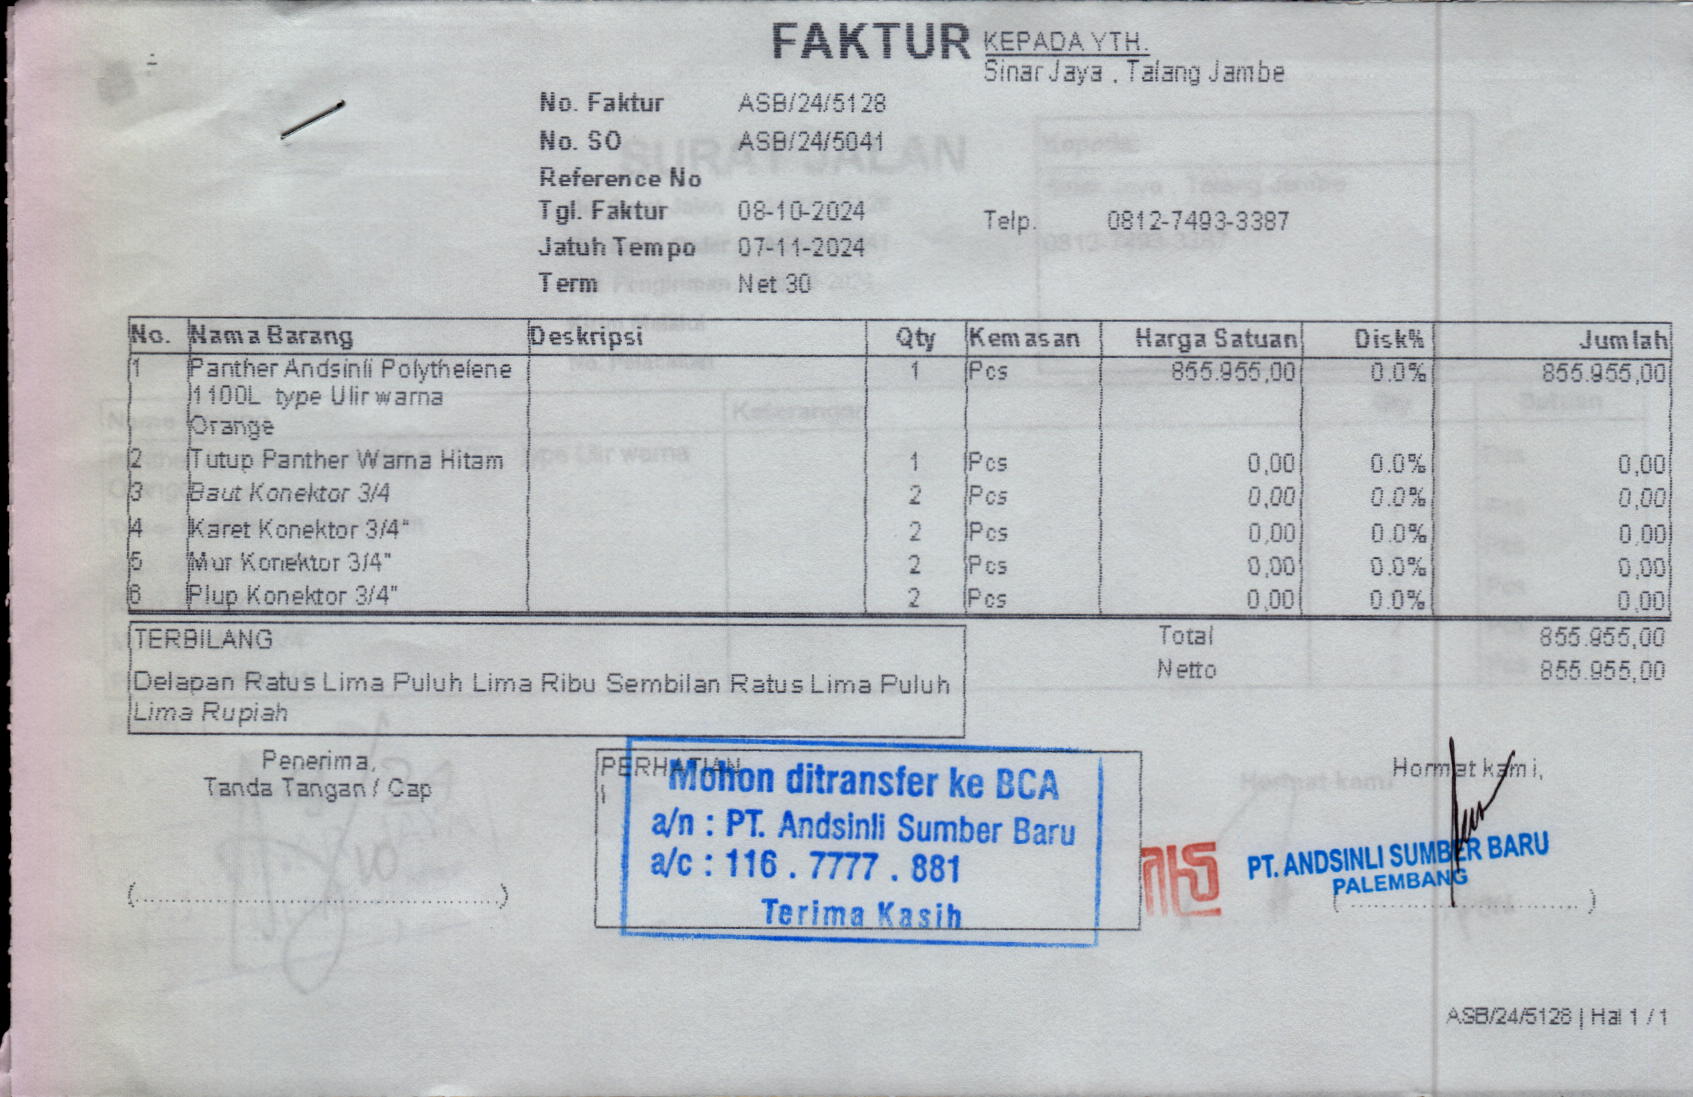 FAKTUR
KEPADA YTH.
Sinar Jaya , Talang Jambe
No. Faktur ASB/24/5128
No. SO ASB/24/5041
Reference No
Tgl. Faktur 08-10-2024
Telp. 0812-7493-3387
Jatuh Tempo 07-11-2024
Term Net 30
No. Nama Barang Deskripsi Qty Kemasan Harga Satuan Disk% Jumlah
1 Panther Andsinli Polythelene 1 Pcs 855.955,00 0.0% 855.955,00
1100L type Ulir warna
Orange
2 Tutup Panther Warna Hitam 1 Pcs 0,00 0.0% 0,00
3 Baut Konektor 3/4 2 Pcs 0,00 0.0% 0,00
4 Karet Konektor 3/4" 2 Pcs 0,00 0.0% 0,00
5 Mur Konektor 3/4" 2 Pcs 0,00 0.0% 0,00
6 Plup Konektor 3/4" 2 Pcs 0,00 0.0% 0,00
TERBILANG
Delapan Ratus Lima Puluh Lima Ribu Sembilan Ratus Lima Puluh
Lima Rupiah
Total 855.955,00
Netto 855.955,00
Penerima,
Tanda Tangan / Cap
PERHATIAN
Mohon ditransfer ke BCA
a/n : PT. Andsinli Sumber Baru
a/c : 116 . 7777 . 881
Terima Kasih
Hormat kami,
PT. ANDSINLI SUMBER BARU
PALEMBANG
ASB/24/5128 | Hal 1 / 1